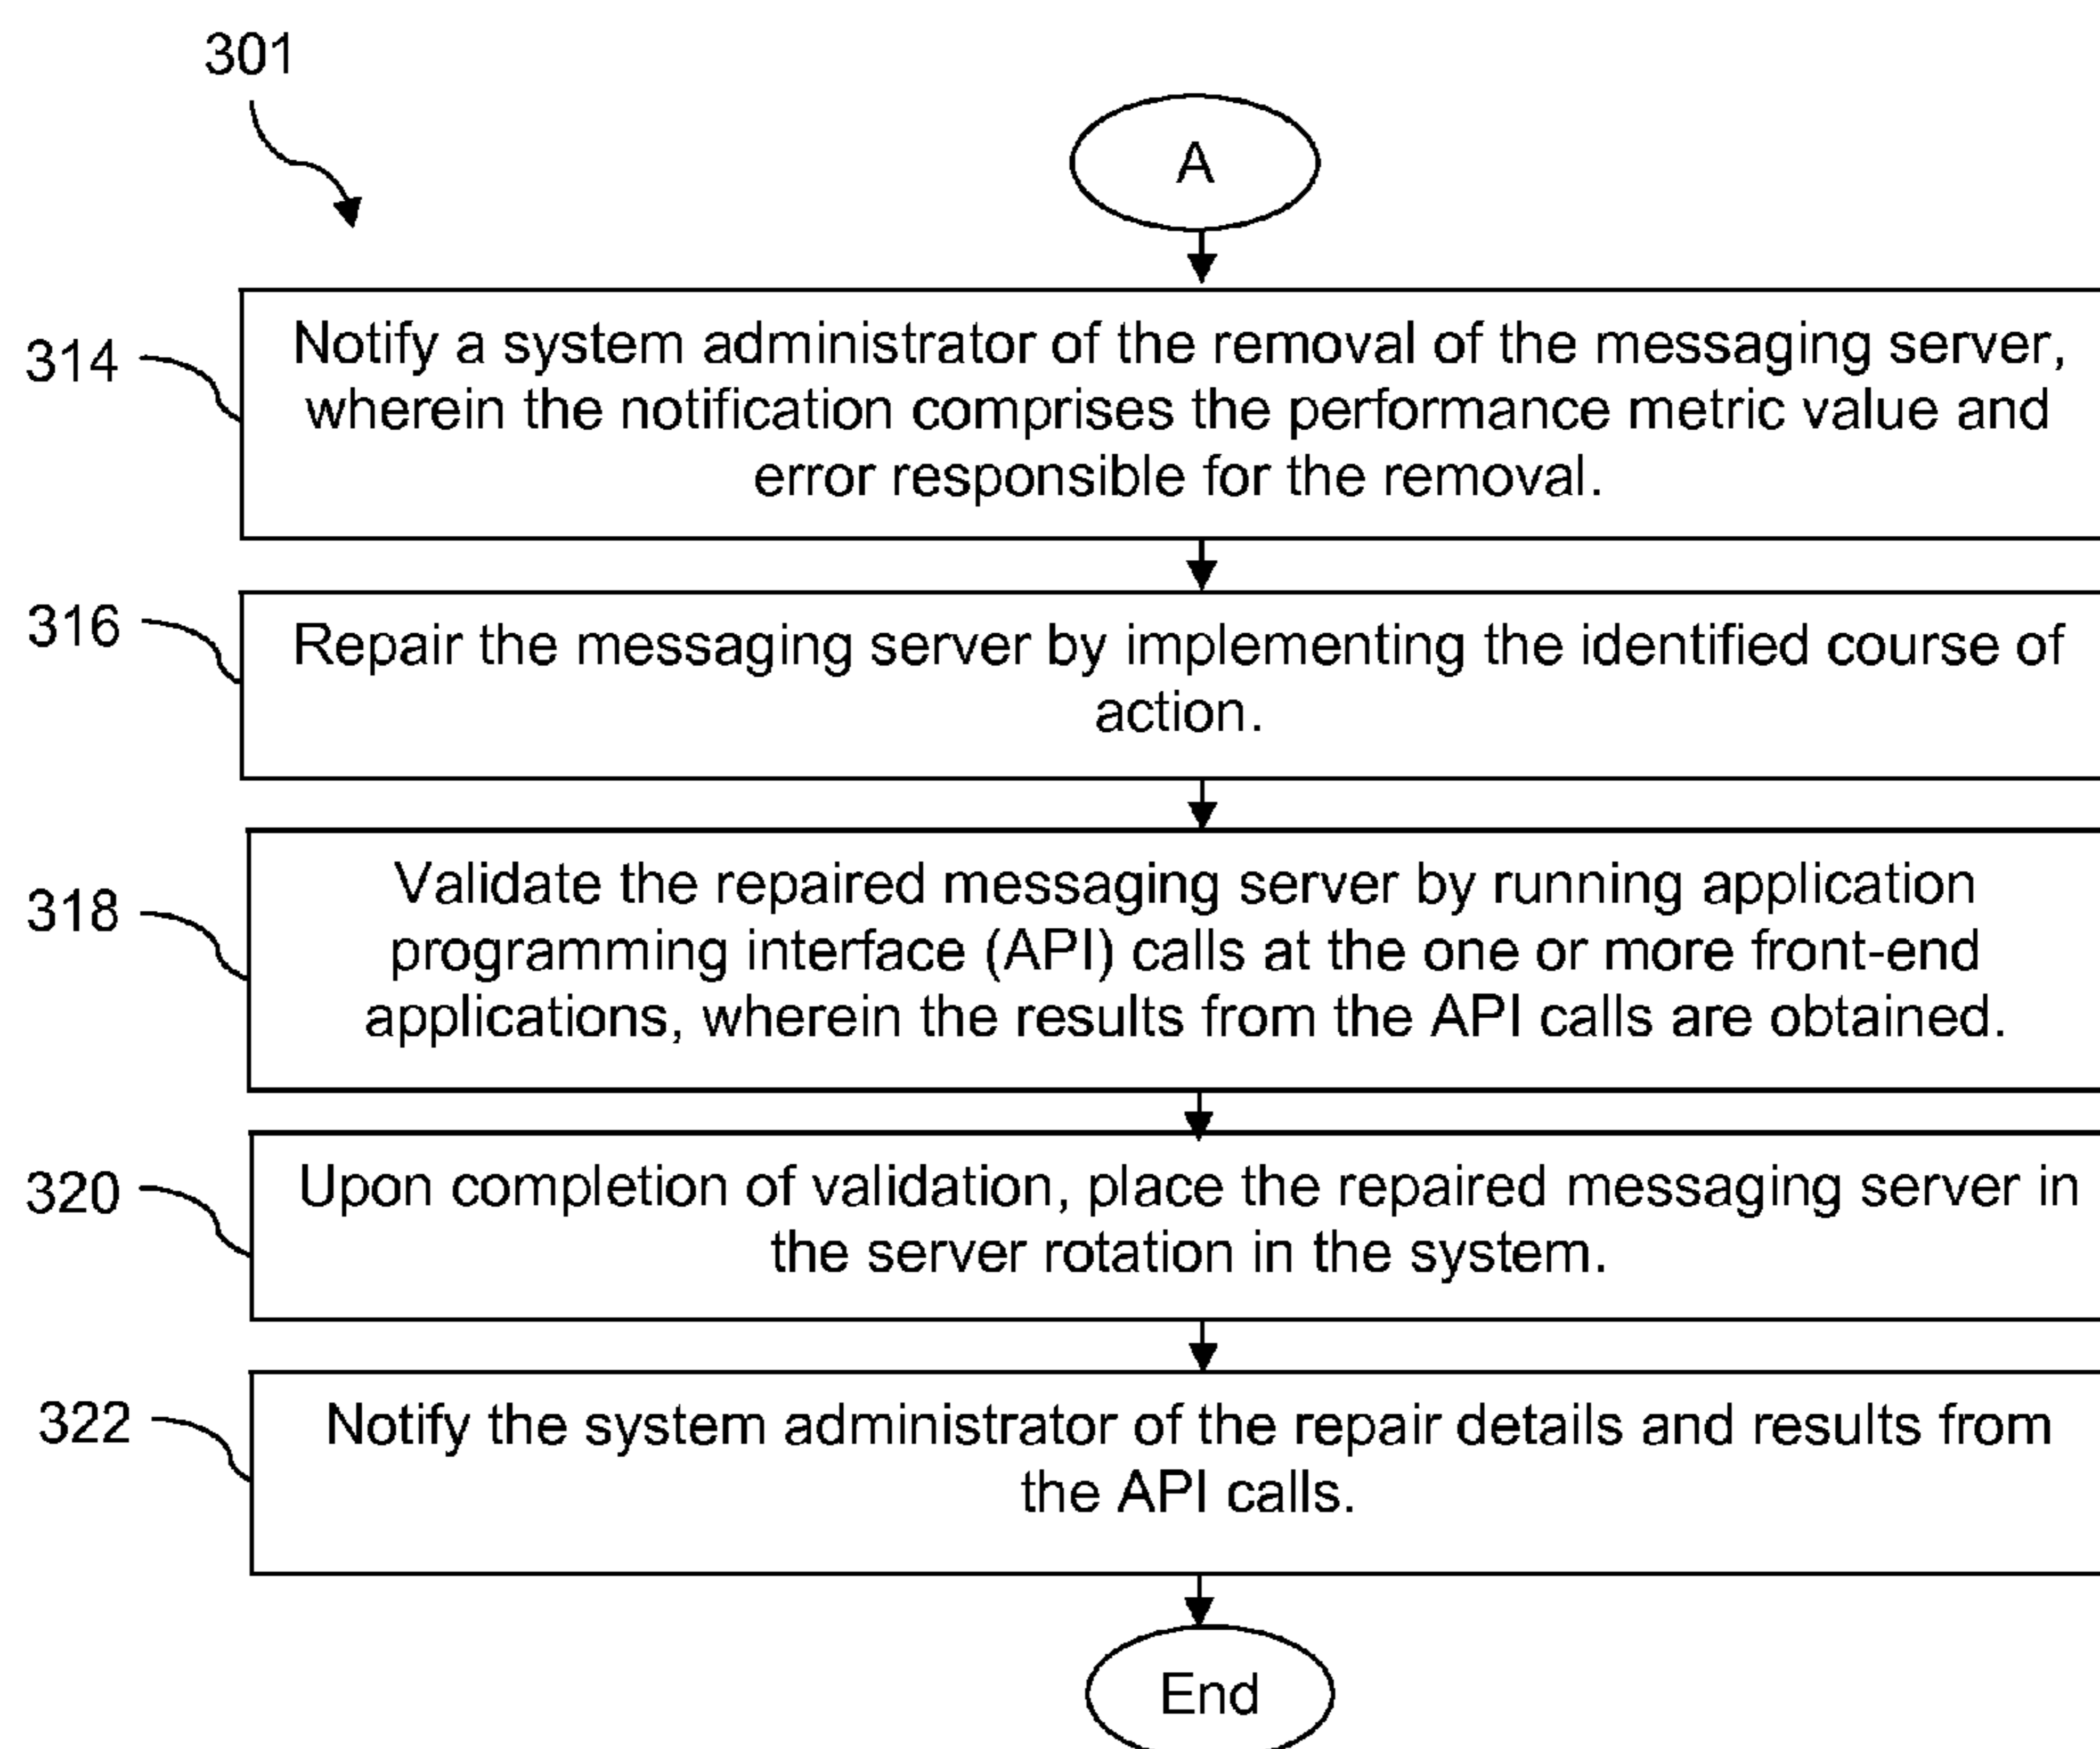 301
A
314
Notify a system administrator of the removal of the messaging server,
wherein the notification comprises the performance metric value and
error responsible for the removal.
316
Repair the messaging server by implementing the identified course of
action.
318
Validate the repaired messaging server by running application
programming interface (API) calls at the one or more front-end
applications, wherein the results from the API calls are obtained.
320
Upon completion of validation, place the repaired messaging server in
the server rotation in the system.
322
Notify the system administrator of the repair details and results from
the API calls.
End